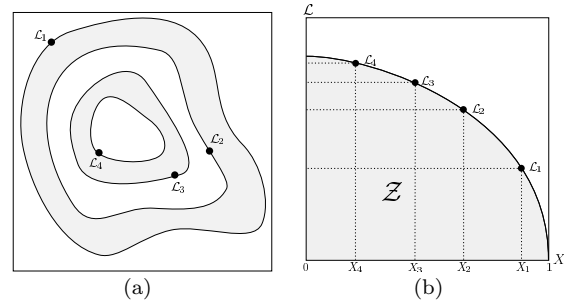 ℒ₁
ℒ₂
ℒ₃
ℒ₄
(a)
ℒ
ℒ₄
ℒ₃
ℒ₂
ℒ₁
𝒵
0 X₄ X₃ X₂ X₁ 1 X
(b)